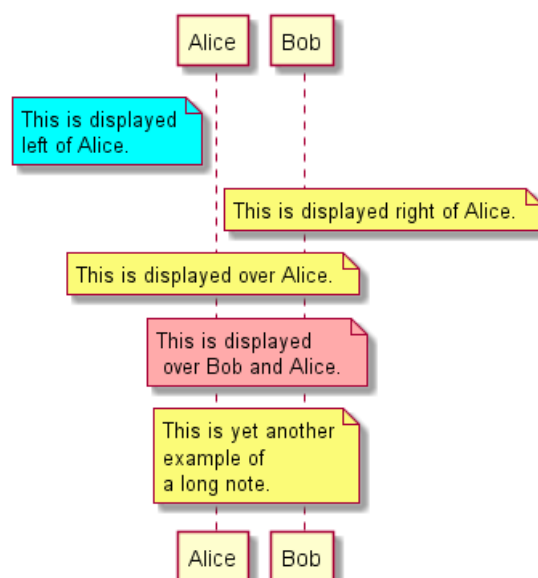 Alice Bob
This is displayed
left of Alice.
This is displayed right of Alice.
This is displayed over Alice.
This is displayed
over Bob and Alice.
This is yet another
example of
a long note.
Alice Bob